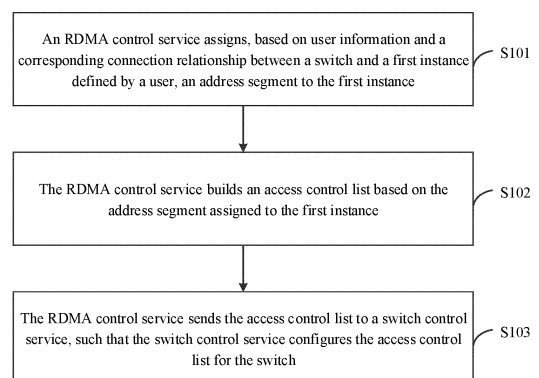 An RDMA control service assigns, based on user information and a
corresponding connection relationship between a switch and a first instance
defined by a user, an address segment to the first instance
S101
The RDMA control service builds an access control list based on the
address segment assigned to the first instance
S102
The RDMA control service sends the access control list to a switch control
service, such that the switch control service configures the access control
list for the switch
S103